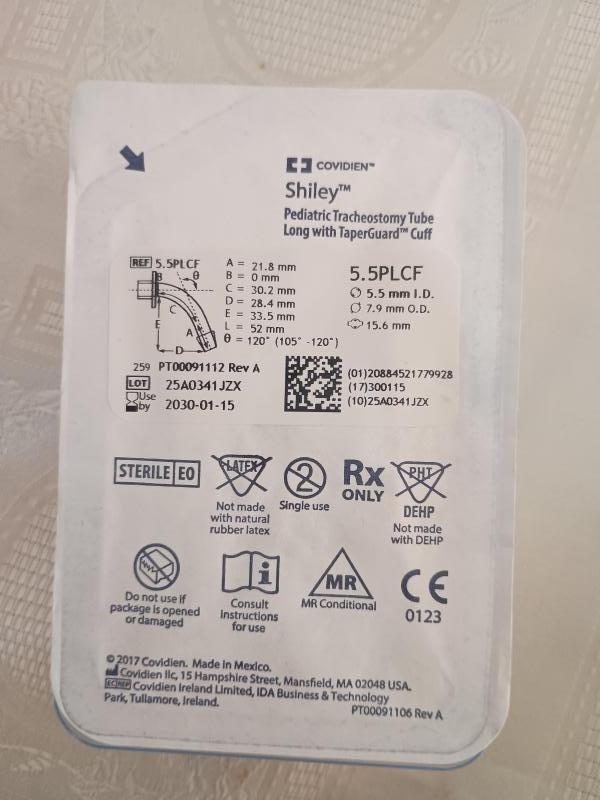 COVIDIEN™
Shiley™
Pediatric Tracheostomy Tube
Long with TaperGuard™ Cuff
REF 5.5PLCF
B
θ
C
E
A
D
A = 21.8 mm
B = 0 mm
C = 30.2 mm
D = 28.4 mm
E = 33.5 mm
L = 52 mm
θ = 120° (105° -120°)
5.5PLCF
5.5 mm I.D.
7.9 mm O.D.
15.6 mm
259 PT00091112 Rev A
LOT 25A0341JZX
Use by 2030-01-15
(01)20884521779928
(17)300115
(10)25A0341JZX
STERILE EO
LATEX
Not made
with natural
rubber latex
2
Single use
Rx
ONLY
PHT
DEHP
Not made
with DEHP
Do not use if
package is opened
or damaged
i
Consult
instructions
for use
MR
MR Conditional
CE
0123
© 2017 Covidien. Made in Mexico.
Covidien llc, 15 Hampshire Street, Mansfield, MA 02048 USA.
EC REP Covidien Ireland Limited, IDA Business & Technology
Park, Tullamore, Ireland.
PT00091106 Rev A